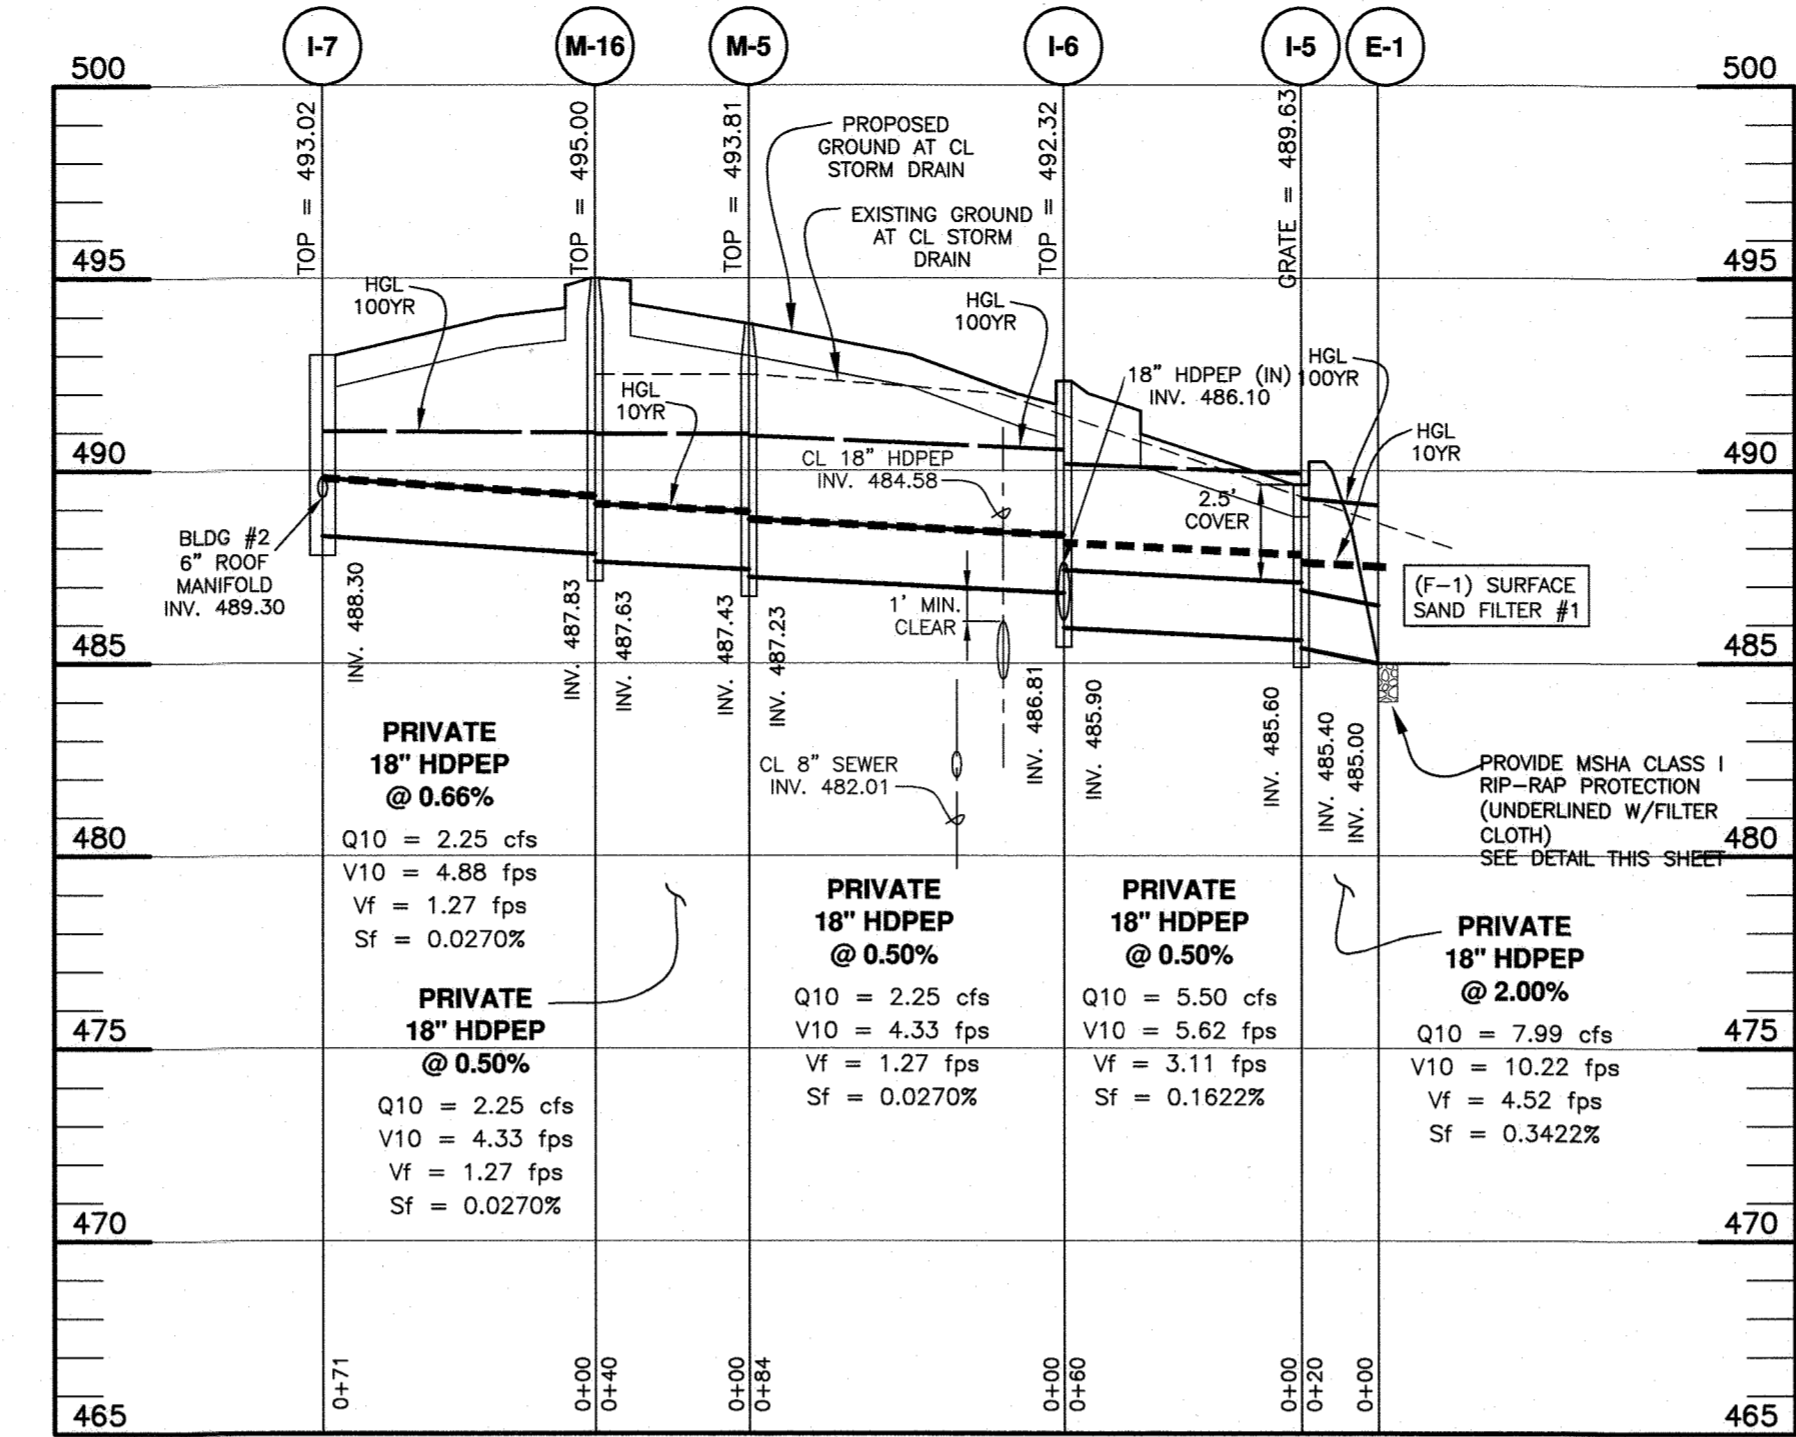 I-7
M-16
M-5
I-6
I-5
E-1
500
500
TOP = 493.02
TOP = 495.00
TOP = 493.81
TOP = 492.32
GRATE = 489.63
PROPOSED
GROUND AT CL
STORM DRAIN
EXISTING GROUND
AT CL STORM
DRAIN
495
495
HGL
100YR
HGL
100YR
HGL
10YR
18" HDPEP (IN)
INV. 486.10
HGL
100YR
HGL
10YR
490
490
CL 18" HDPEP
INV. 484.58
2.5'
COVER
BLDG #2
6" ROOF
MANIFOLD
INV. 489.30
1' MIN.
CLEAR
(F-1) SURFACE
SAND FILTER #1
485
485
INV. 488.30
INV. 487.83
INV. 487.63
INV. 487.43
INV. 487.23
INV. 486.81
INV. 485.90
INV. 485.60
INV. 485.40
INV. 485.00
CL 8" SEWER
INV. 482.01
PROVIDE MSHA CLASS I
RIP-RAP PROTECTION
(UNDERLINED W/FILTER
CLOTH)
SEE DETAIL THIS SHEET
480
480
PRIVATE
18" HDPEP
@ 0.66%
Q10 = 2.25 cfs
V10 = 4.88 fps
Vf = 1.27 fps
Sf = 0.0270%
PRIVATE
18" HDPEP
@ 0.50%
Q10 = 2.25 cfs
V10 = 4.33 fps
Vf = 1.27 fps
Sf = 0.0270%
PRIVATE
18" HDPEP
@ 0.50%
Q10 = 2.25 cfs
V10 = 4.33 fps
Vf = 1.27 fps
Sf = 0.0270%
PRIVATE
18" HDPEP
@ 0.50%
Q10 = 5.50 cfs
V10 = 5.62 fps
Vf = 3.11 fps
Sf = 0.1622%
PRIVATE
18" HDPEP
@ 2.00%
Q10 = 7.99 cfs
V10 = 10.22 fps
Vf = 4.52 fps
Sf = 0.3422%
475
475
470
470
0+71
0+00
0+40
0+00
0+84
0+00
0+60
0+00
0+20
0+00
465
465